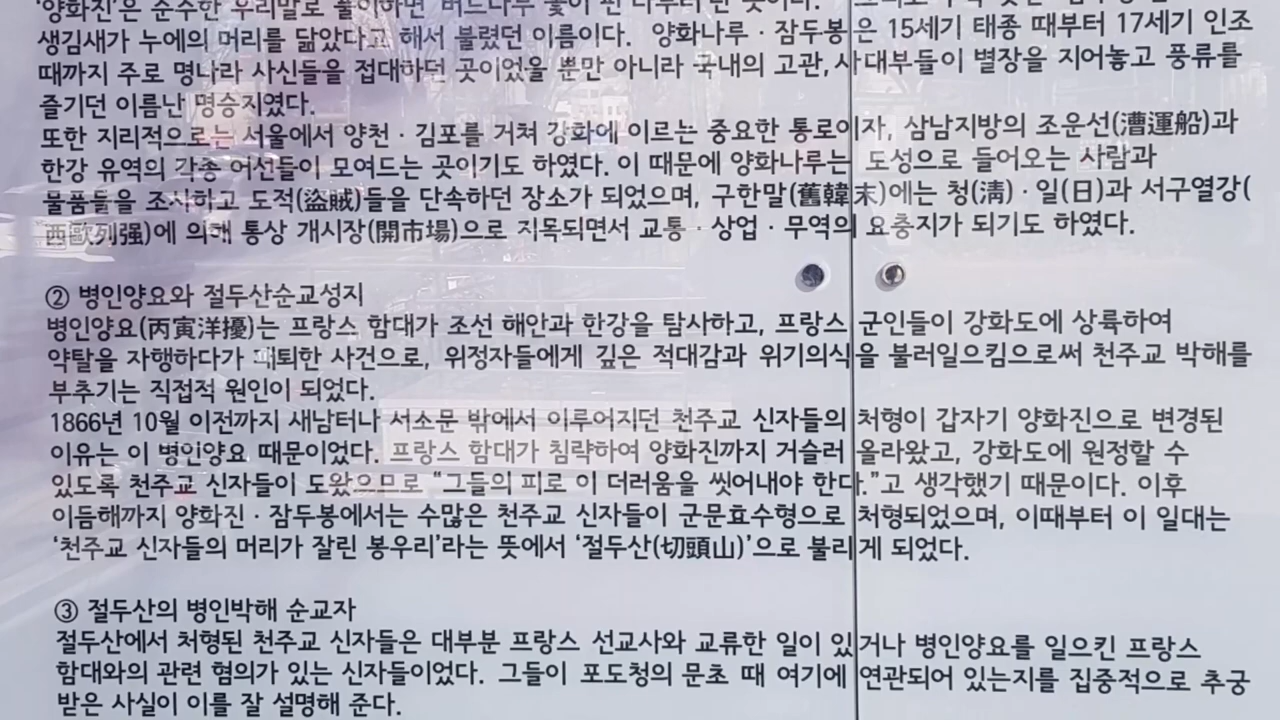 '양화진'은 순수한 우리말로 풀이하면 버드나무 꽃이 핀 나루터란 곳이다.
생김새가 누에의 머리를 닮았다고 해서 불렸던 이름이다. 양화나루 · 잠두봉은 15세기 태종 때부터 17세기 인조
때까지 주로 명나라 사신들을 접대하던 곳이었을 뿐만 아니라 국내의 고관, 사대부들이 별장을 지어놓고 풍류를
즐기던 이름난 명승지였다.
또한 지리적으로는 서울에서 양천 · 김포를 거쳐 강화에 이르는 중요한 통로이자, 삼남지방의 조운선(漕運船)과
한강 유역의 각종 어선들이 모여드는 곳이기도 하였다. 이 때문에 양화나루는 도성으로 들어오는 사람과
물품들을 조사하고 도적(盜賊)들을 단속하던 장소가 되었으며, 구한말(舊韓末)에는 청(淸) · 일(日)과 서구열강(
西歐列强)에 의해 통상 개시장(開市場)으로 지목되면서 교통 · 상업 · 무역의 요충지가 되기도 하였다.
② 병인양요와 절두산순교성지
병인양요(丙寅洋擾)는 프랑스 함대가 조선 해안과 한강을 탐사하고, 프랑스 군인들이 강화도에 상륙하여
약탈을 자행하다가 패퇴한 사건으로, 위정자들에게 깊은 적대감과 위기의식을 불러일으킴으로써 천주교 박해를
부추기는 직접적 원인이 되었다.
1866년 10월 이전까지 새남터나 서소문 밖에서 이루어지던 천주교 신자들의 처형이 갑자기 양화진으로 변경된
이유는 이 병인양요 때문이었다. 프랑스 함대가 침략하여 양화진까지 거슬러 올라왔고, 강화도에 원정할 수
있도록 천주교 신자들이 도왔으므로 “그들의 피로 이 더러움을 씻어내야 한다.”고 생각했기 때문이다. 이후
이듬해까지 양화진 · 잠두봉에서는 수많은 천주교 신자들이 군문효수형으로 처형되었으며, 이때부터 이 일대는
‘천주교 신자들의 머리가 잘린 봉우리’라는 뜻에서 ‘절두산(切頭山)’으로 불리게 되었다.
③ 절두산의 병인박해 순교자
절두산에서 처형된 천주교 신자들은 대부분 프랑스 선교사와 교류한 일이 있거나 병인양요를 일으킨 프랑스
함대와의 관련 혐의가 있는 신자들이었다. 그들이 포도청의 문초 때 여기에 연관되어 있는지를 집중적으로 추궁
받은 사실이 이를 잘 설명해 준다.